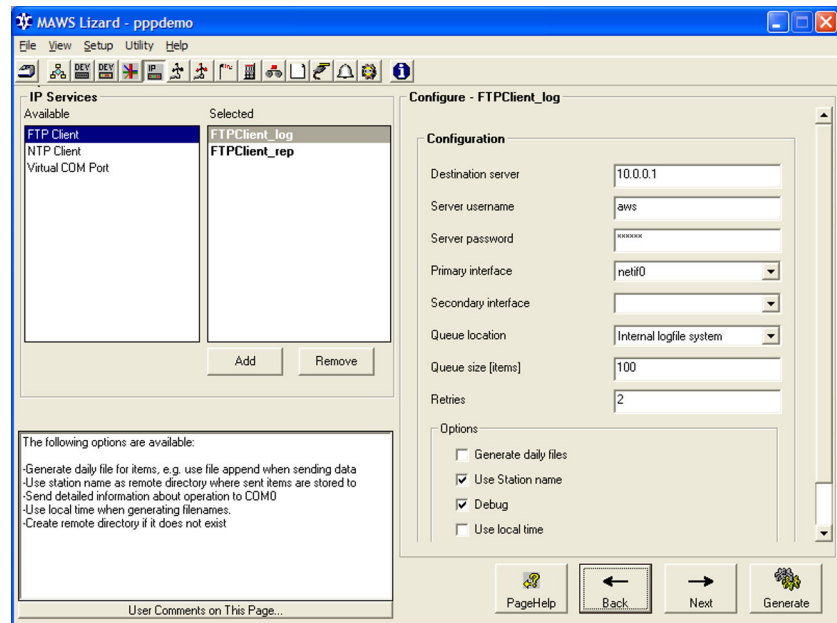 MAWS Lizard - pppdemo
File View Setup Utility Help
DEV DEV IP
IP Services
Available
Selected
FTP Client
NTP Client
Virtual COM Port
FTPClient_log
FTPClient_rep
Add
Remove
The following options are available:
-Generate daily file for items, e.g. use file append when sending data
-Use station name as remote directory where sent items are stored to
-Send detailed information about operation to COM0
-Use local time when generating filenames.
-Create remote directory if it does not exist
User Comments on This Page...
Configure - FTPClient_log
Configuration
Destination server 10.0.0.1
Server username aws
Server password ××××××
Primary interface netif0
Secondary interface
Queue location Internal logfile system
Queue size [items] 100
Retries 2
Options
Generate daily files
Use Station name
Debug
Use local time
PageHelp
Back
Next
Generate